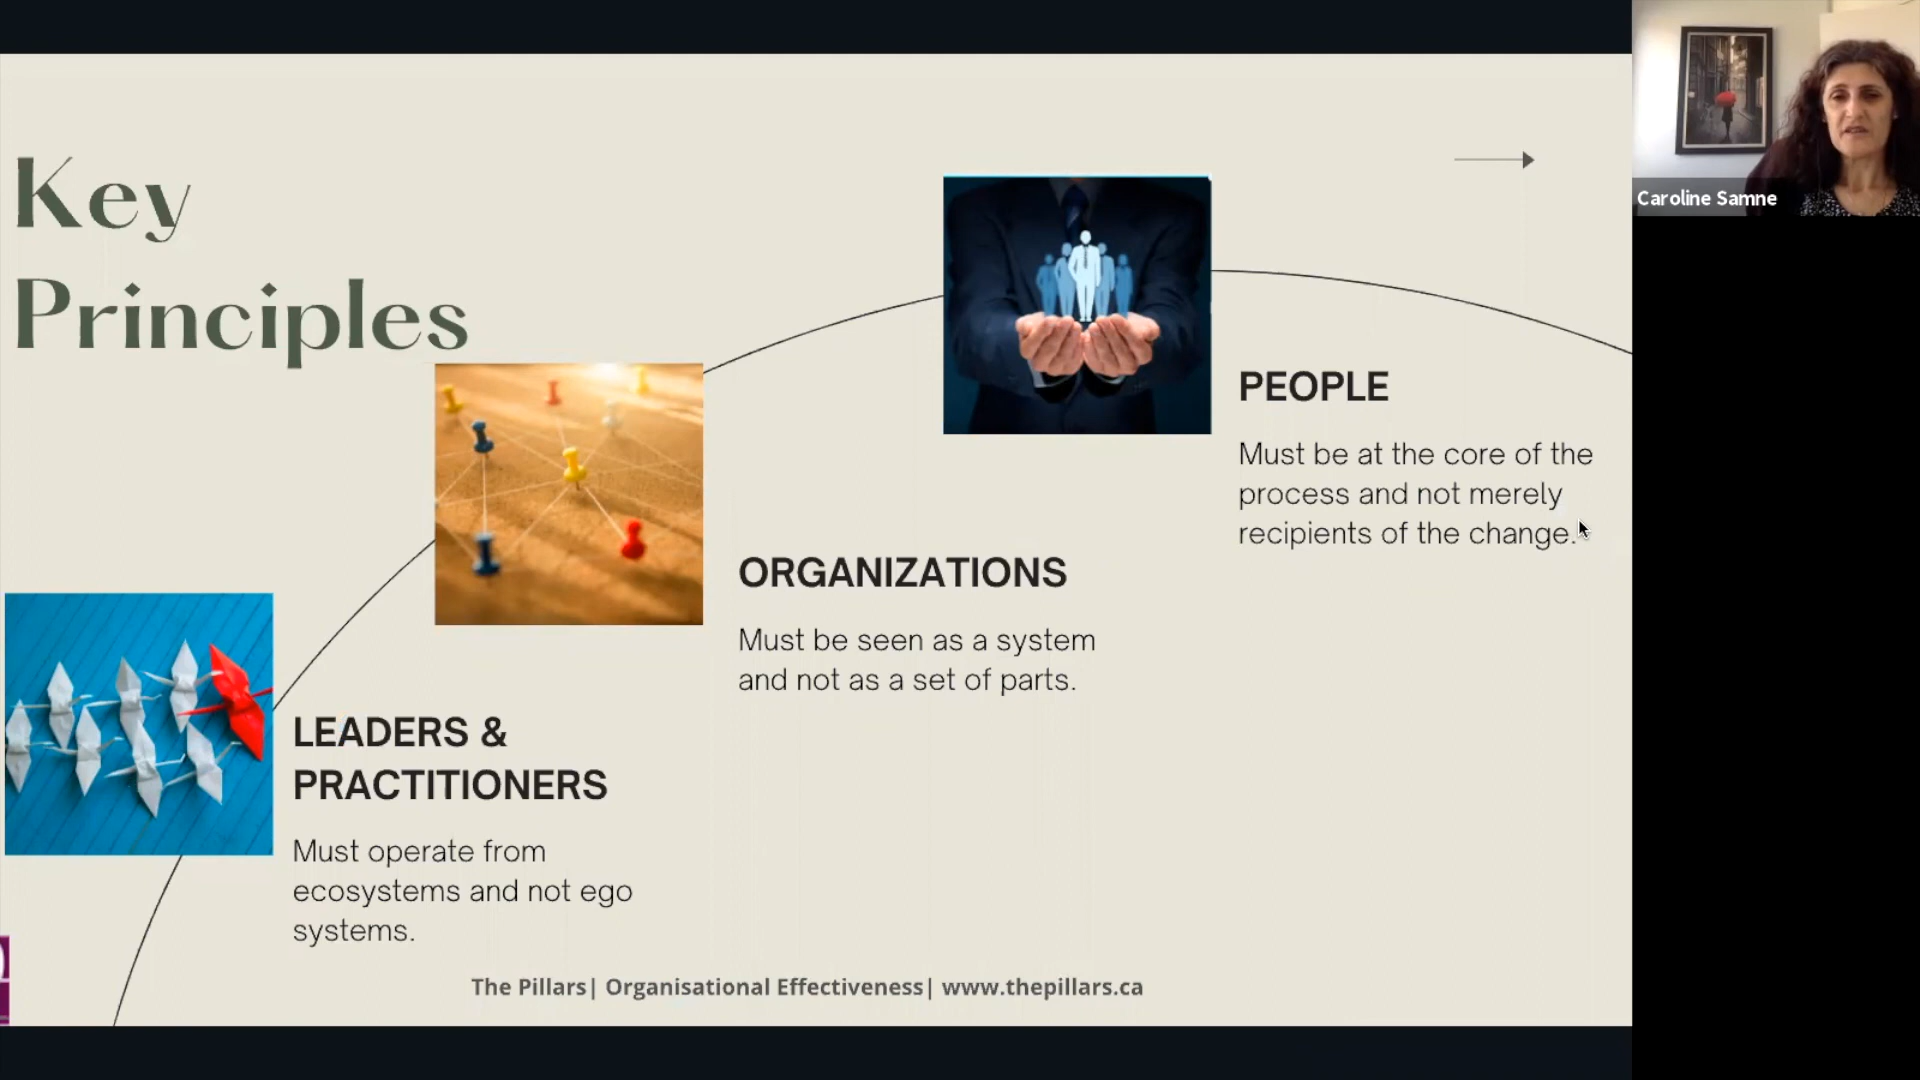 Key
Principles
PEOPLE
Must be at the core of the
process and not merely
recipients of the change.
ORGANIZATIONS
Must be seen as a system
and not as a set of parts.
LEADERS &
PRACTITIONERS
Must operate from
ecosystems and not ego
systems.
The Pillars| Organisational Effectiveness| www.thepillars.ca
Caroline Samne